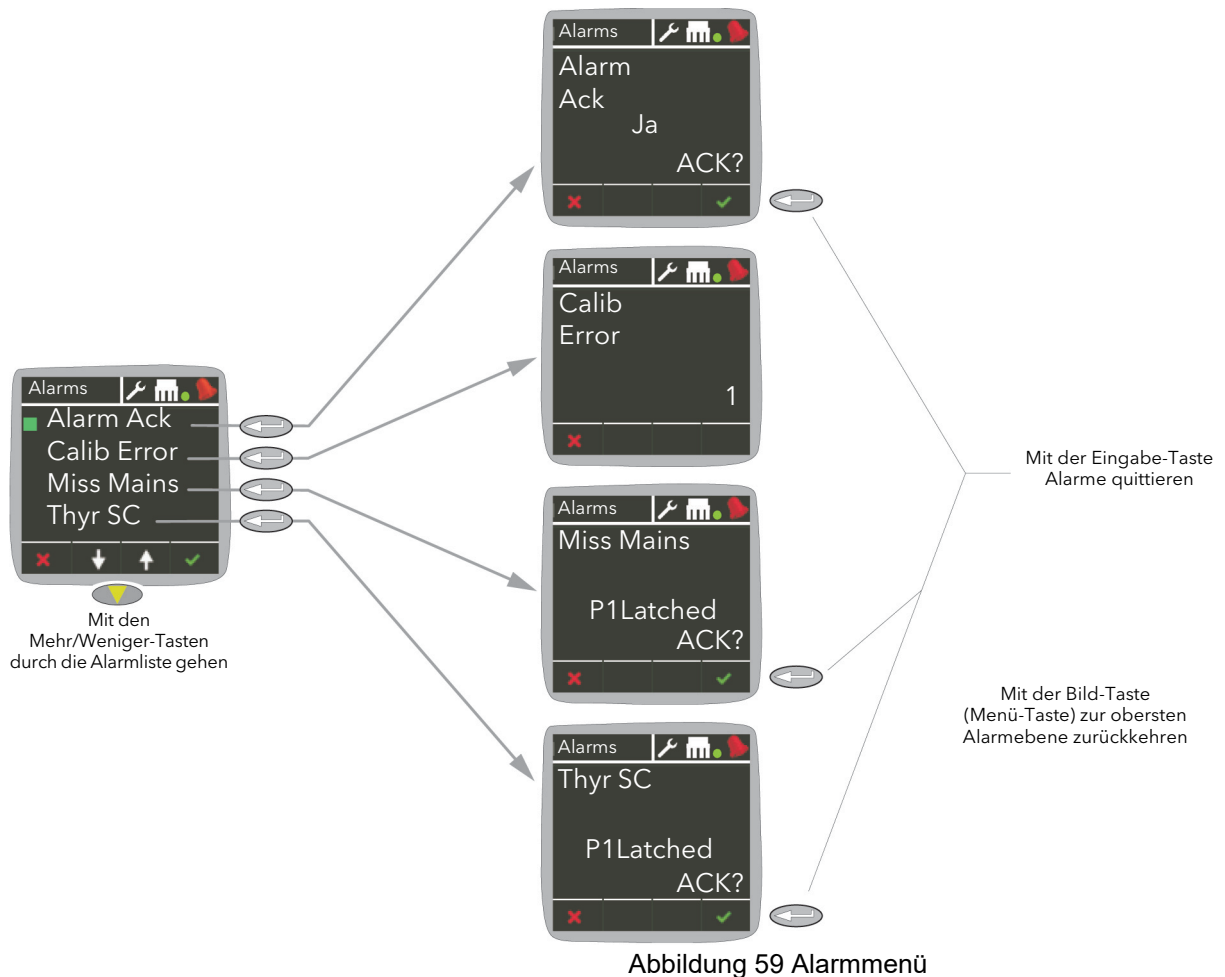 Alarms
Alarm Ack
Calib Error
Miss Mains
Thyr SC
Mit den
Mehr/Weniger-Tasten
durch die Alarmliste gehen
Alarms
Alarm
Ack
Ja
ACK?
Alarms
Calib
Error
1
Alarms
Miss Mains
P1Latched
ACK?
Alarms
Thyr SC
P1Latched
ACK?
Mit der Eingabe-Taste
Alarme quittieren
Mit der Bild-Taste
(Menü-Taste) zur obersten
Alarmebene zurückkehren
Abbildung 59 Alarmmenü